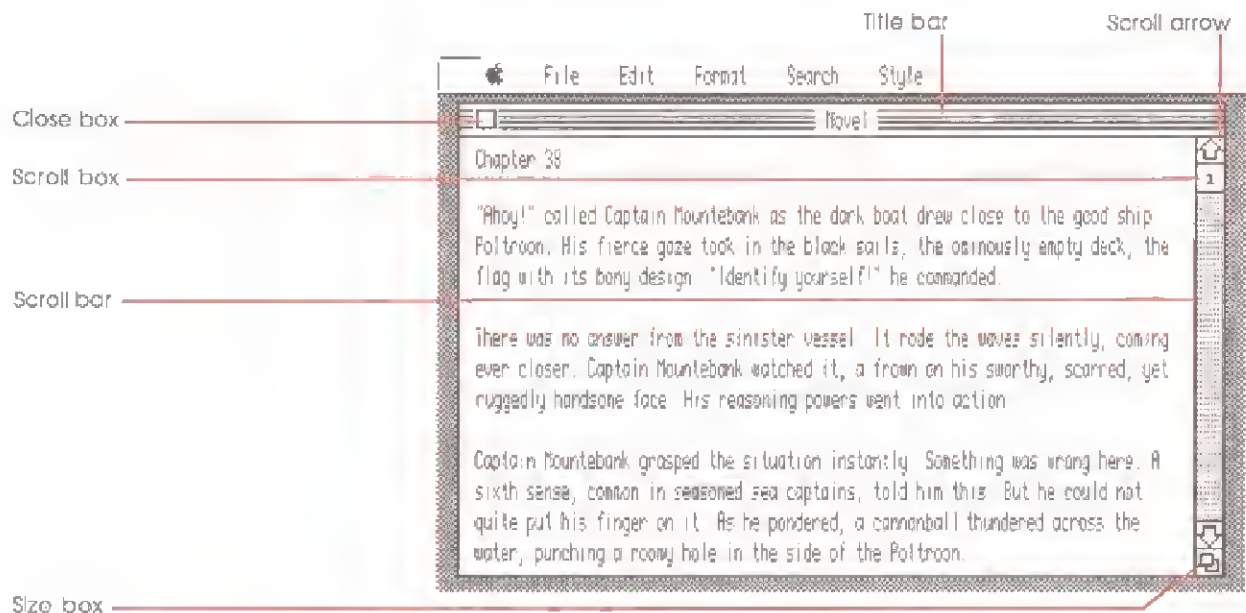 Title bar
Scroll arrow
File Edit Format Search Style
Close box
Novel
Chapter 38
Scroll box
1
"Ahoy!" called Captain Mountebank as the dark boat drew close to the good ship
Poltroon. His fierce gaze took in the black sails, the ominously empty deck, the
flag with its bony design. "Identify yourself!" he commanded.
Scroll bar
There was no answer from the sinister vessel. It rode the waves silently, coming
ever closer. Captain Mountebank watched it, a frown on his swarthy, scarred, yet
ruggedly handsome face. His reasoning powers went into action.
Captain Mountebank grasped the situation instantly. Something was wrong here. A
sixth sense, common in seasoned sea captains, told him this. But he could not
quite put his finger on it. As he pondered, a cannonball thundered across the
water, punching a roomy hole in the side of the Poltroon.
Size box